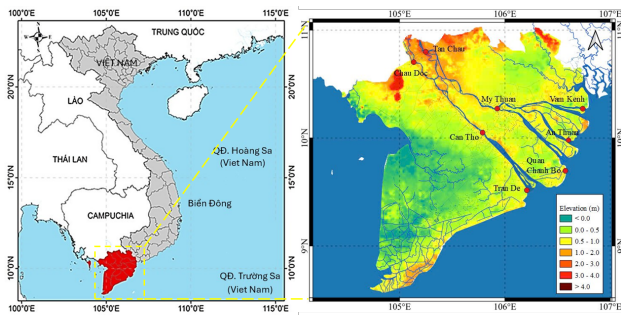 105°0'E 110°0'E 115°0'E
TRUNG QUỐC
VIỆT NAM
20°0'N
LÀO
QĐ. Hoàng Sa
(Viet Nam)
THÁI LAN
15°0'N
Biển Đông
CAMPUCHIA
10°0'N
QĐ. Trường Sa
(Viet Nam)
105°0'E 110°0'E 115°0'E
105°E 106°E 107°E
11°N
Tan Chau
Chau Doc
My Thuan
Vam Kenh
10°N
Can Tho
An Thuan
Quan
Chanh Bo
Tran De
9°N
Elevation (m)
< 0.0
0.0 - 0.5
0.5 - 1.0
1.0 - 2.0
2.0 - 3.0
3.0 - 4.0
> 4.0
105°E 106°E 107°E